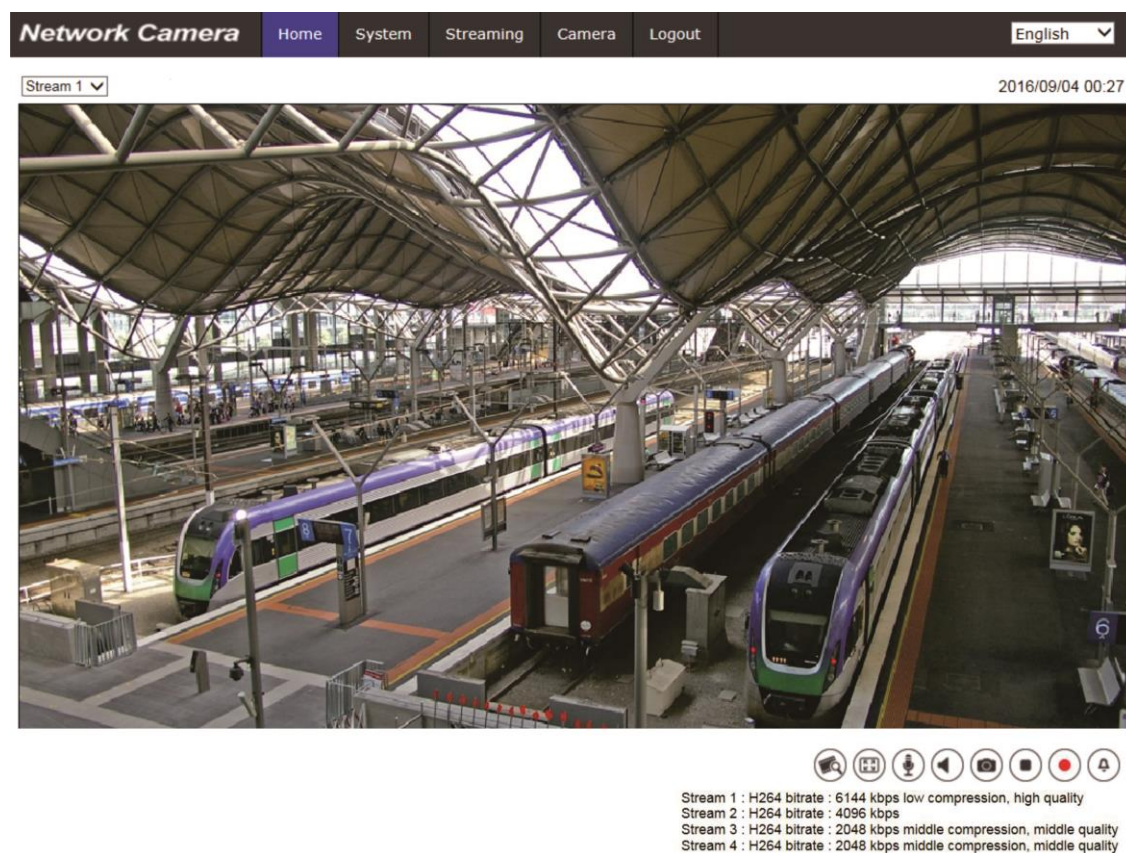 Network Camera Home System Streaming Camera Logout English
Stream 1 2016/09/04 00:27
8 7
6
Stream 1 : H264 bitrate : 6144 kbps low compression, high quality
Stream 2 : H264 bitrate : 4096 kbps
Stream 3 : H264 bitrate : 2048 kbps middle compression, middle quality
Stream 4 : H264 bitrate : 2048 kbps middle compression, middle quality